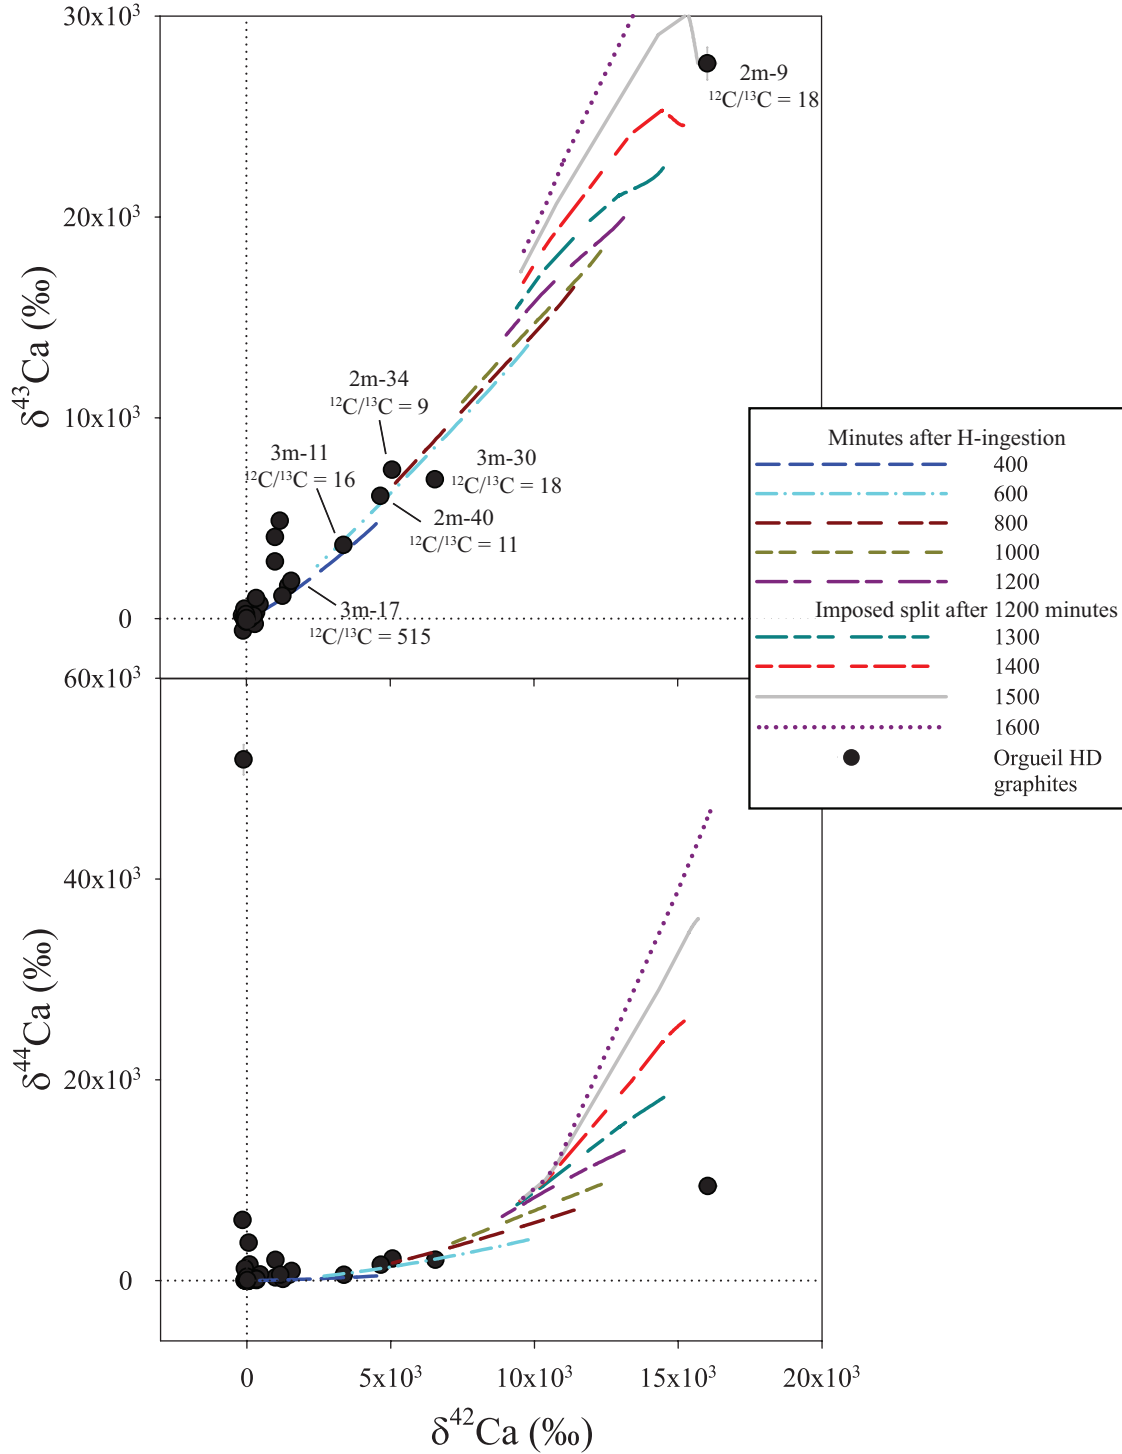 30x10³
2m-9
¹²C/¹³C = 18
20x10³
δ⁴³Ca (‰)
2m-34
¹²C/¹³C = 9
10x10³
3m-11
¹²C/¹³C = 16
3m-30
¹²C/¹³C = 18
2m-40
¹²C/¹³C = 11
3m-17
¹²C/¹³C = 515
0
Minutes after H-ingestion
400
600
800
1000
1200
Imposed split after 1200 minutes
1300
1400
1500
1600
Orgueil HD
graphites
60x10³
40x10³
δ⁴⁴Ca (‰)
20x10³
0
0 5x10³ 10x10³ 15x10³ 20x10³
δ⁴²Ca (‰)